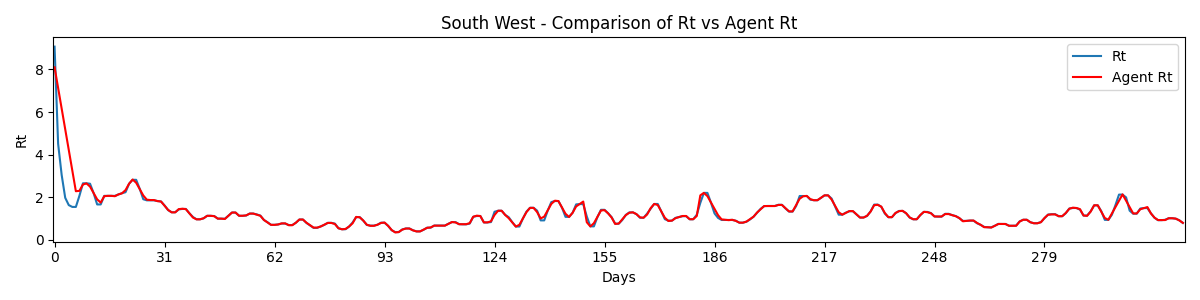 South West - Comparison of Rt vs Agent Rt
Rt
Agent Rt
8
6
4
2
0
Rt
0 31 62 93 124 155 186 217 248 279
Days